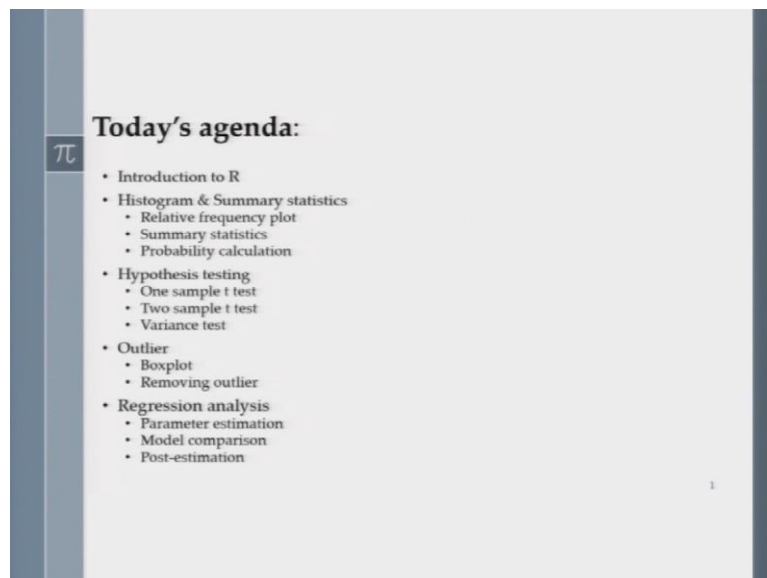 Today's agenda:
π
• Introduction to R
• Histogram & Summary statistics
• Relative frequency plot
• Summary statistics
• Probability calculation
• Hypothesis testing
• One sample t test
• Two sample t test
• Variance test
• Outlier
• Boxplot
• Removing outlier
• Regression analysis
• Parameter estimation
• Model comparison
• Post-estimation
1